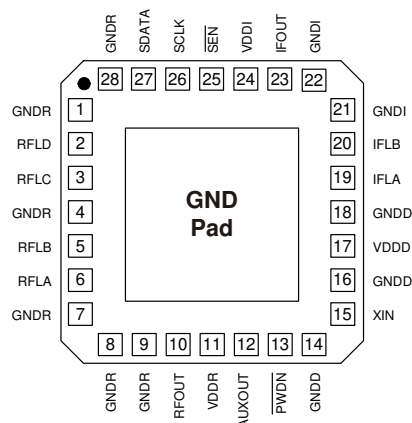 GNDR
SDATA
SCLK
SEN
VDDI
IFOUT
GNDI
28 27 26 25 24 23 22
GNDR 1 21 GNDI
RFLD 2 20 IFLB
RFLC 3 19 IFLA
GNDR 4 18 GNDD
RFLB 5 17 VDDD
RFLA 6 16 GNDD
GNDR 7 15 XIN
GND
Pad
8 9 10 11 12 13 14
GNDR
GNDR
RFOUT
VDDR
AUXOUT
PWDN
GNDD